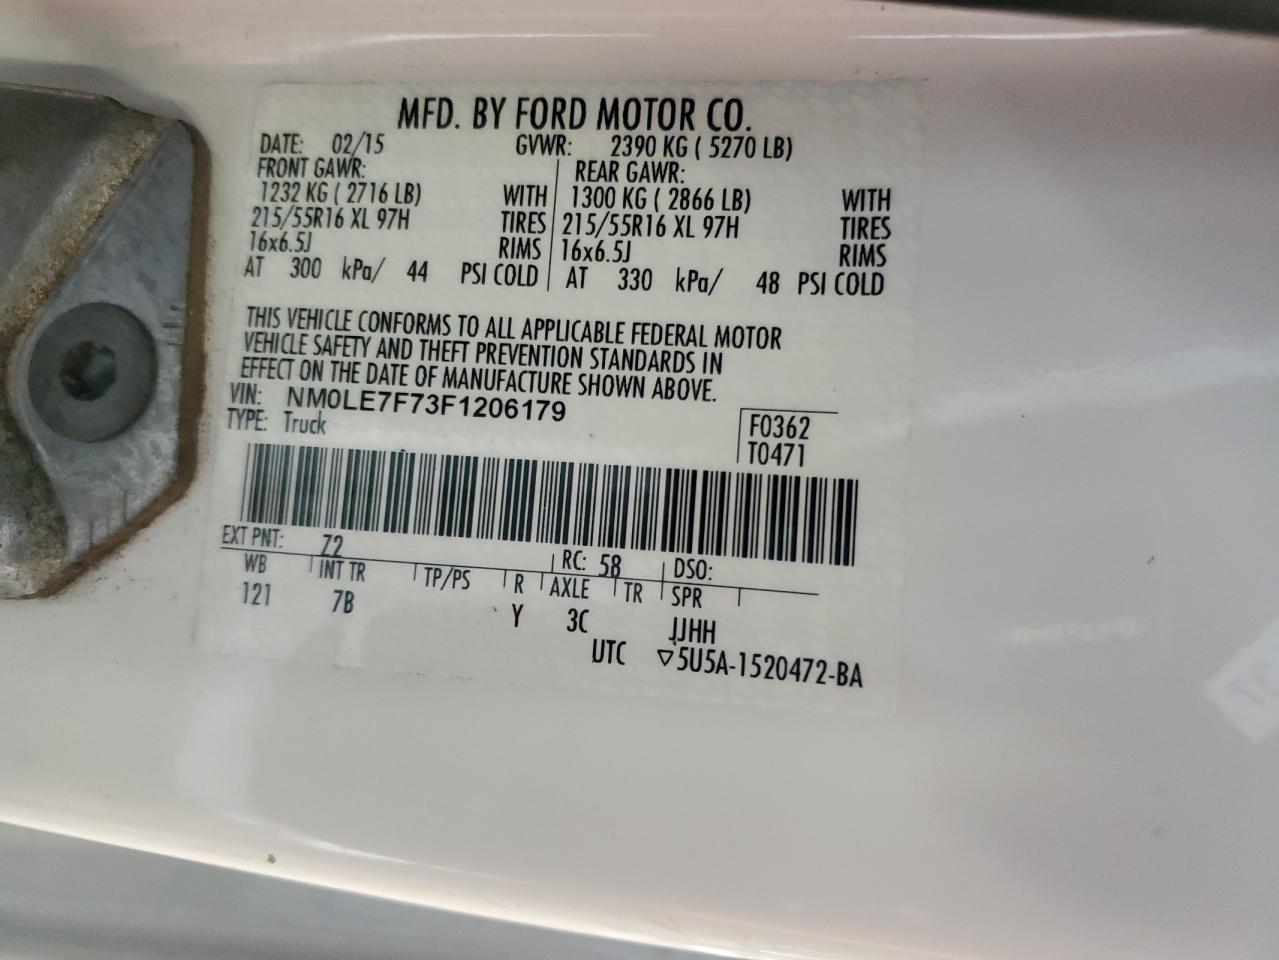 MFD. BY FORD MOTOR CO.
DATE: 02/15 GVWR: 2390 KG ( 5270 LB)
FRONT GAWR: REAR GAWR:
1232 KG ( 2716 LB) WITH 1300 KG ( 2866 LB) WITH
215/55R16 XL 97H TIRES 215/55R16 XL 97H TIRES
16x6.5J RIMS 16x6.5J RIMS
AT 300 kPa/ 44 PSI COLD AT 330 kPa/ 48 PSI COLD
THIS VEHICLE CONFORMS TO ALL APPLICABLE FEDERAL MOTOR
VEHICLE SAFETY AND THEFT PREVENTION STANDARDS IN
EFFECT ON THE DATE OF MANUFACTURE SHOWN ABOVE.
VIN: NM0LE7F73F1206179
TYPE: Truck
F0362
T0471
EXT PNT: Z2 RC: 58 DSO:
WB INT TR TP/PS R AXLE TR SPR
121 7B Y 3C JJHH
UTC ▽5U5A-1520472-BA